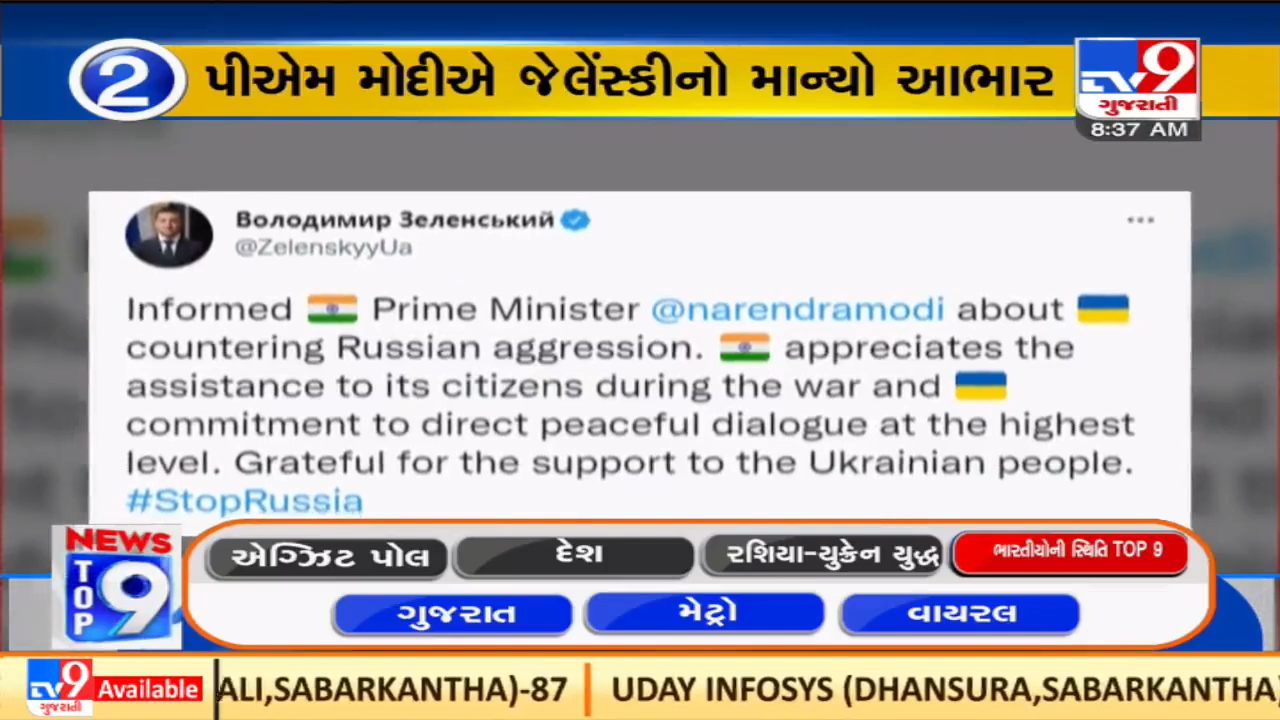 2
પીએમ મોદીએ જેલેંસ્કીનો માન્યો આભાર
TV9
ગુજરાતી
8:37 AM
Володимир Зеленський
@ZelenskyyUa
Informed 🇮🇳 Prime Minister @narendramodi about 🇺🇦
countering Russian aggression. 🇮🇳 appreciates the
assistance to its citizens during the war and 🇺🇦
commitment to direct peaceful dialogue at the highest
level. Grateful for the support to the Ukrainian people.
#StopRussia
NEWS
TOP 9
એગ્ઝિટ પોલ
દેશ
રશિયા-યુક્રેન યુદ્ધ
ભારતીયોની સ્થિતિ TOP 9
ગુજરાત
મેટ્રો
વાયરલ
TV9
ગુજરાતી
Available
ALI,SABARKANTHA)-87
UDAY INFOSYS (DHANSURA,SABARKANTHA)